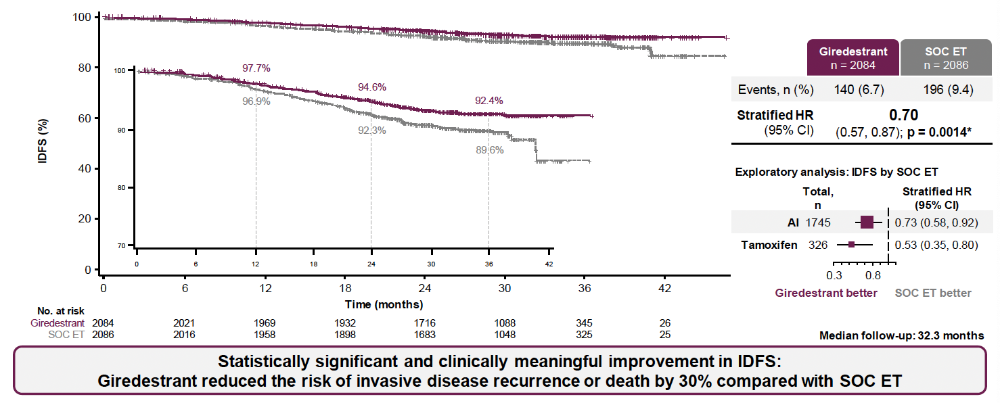 100
80
60
40
20
0
IDFS (%)
100
90
80
70
97.7%
94.6%
92.4%
96.9%
92.3%
89.6%
0 6 12 18 24 30 36 42
0 6 12 18 24 30 36 42
Time (months)
No. at risk
Giredestrant 2084 2021 1969 1932 1716 1088 345 26
SOC ET 2086 2016 1958 1898 1683 1048 325 25
Giredestrant SOC ET
n = 2084 n = 2086
Events, n (%) 140 (6.7) 196 (9.4)
Stratified HR 0.70
(95% CI) (0.57, 0.87); p = 0.0014*
Exploratory analysis: IDFS by SOC ET
Total, Stratified HR
n (95% CI)
AI 1745 0.73 (0.58, 0.92)
Tamoxifen 326 0.53 (0.35, 0.80)
0.3 0.8
Giredestrant better SOC ET better
Median follow-up: 32.3 months
Statistically significant and clinically meaningful improvement in IDFS:
Giredestrant reduced the risk of invasive disease recurrence or death by 30% compared with SOC ET